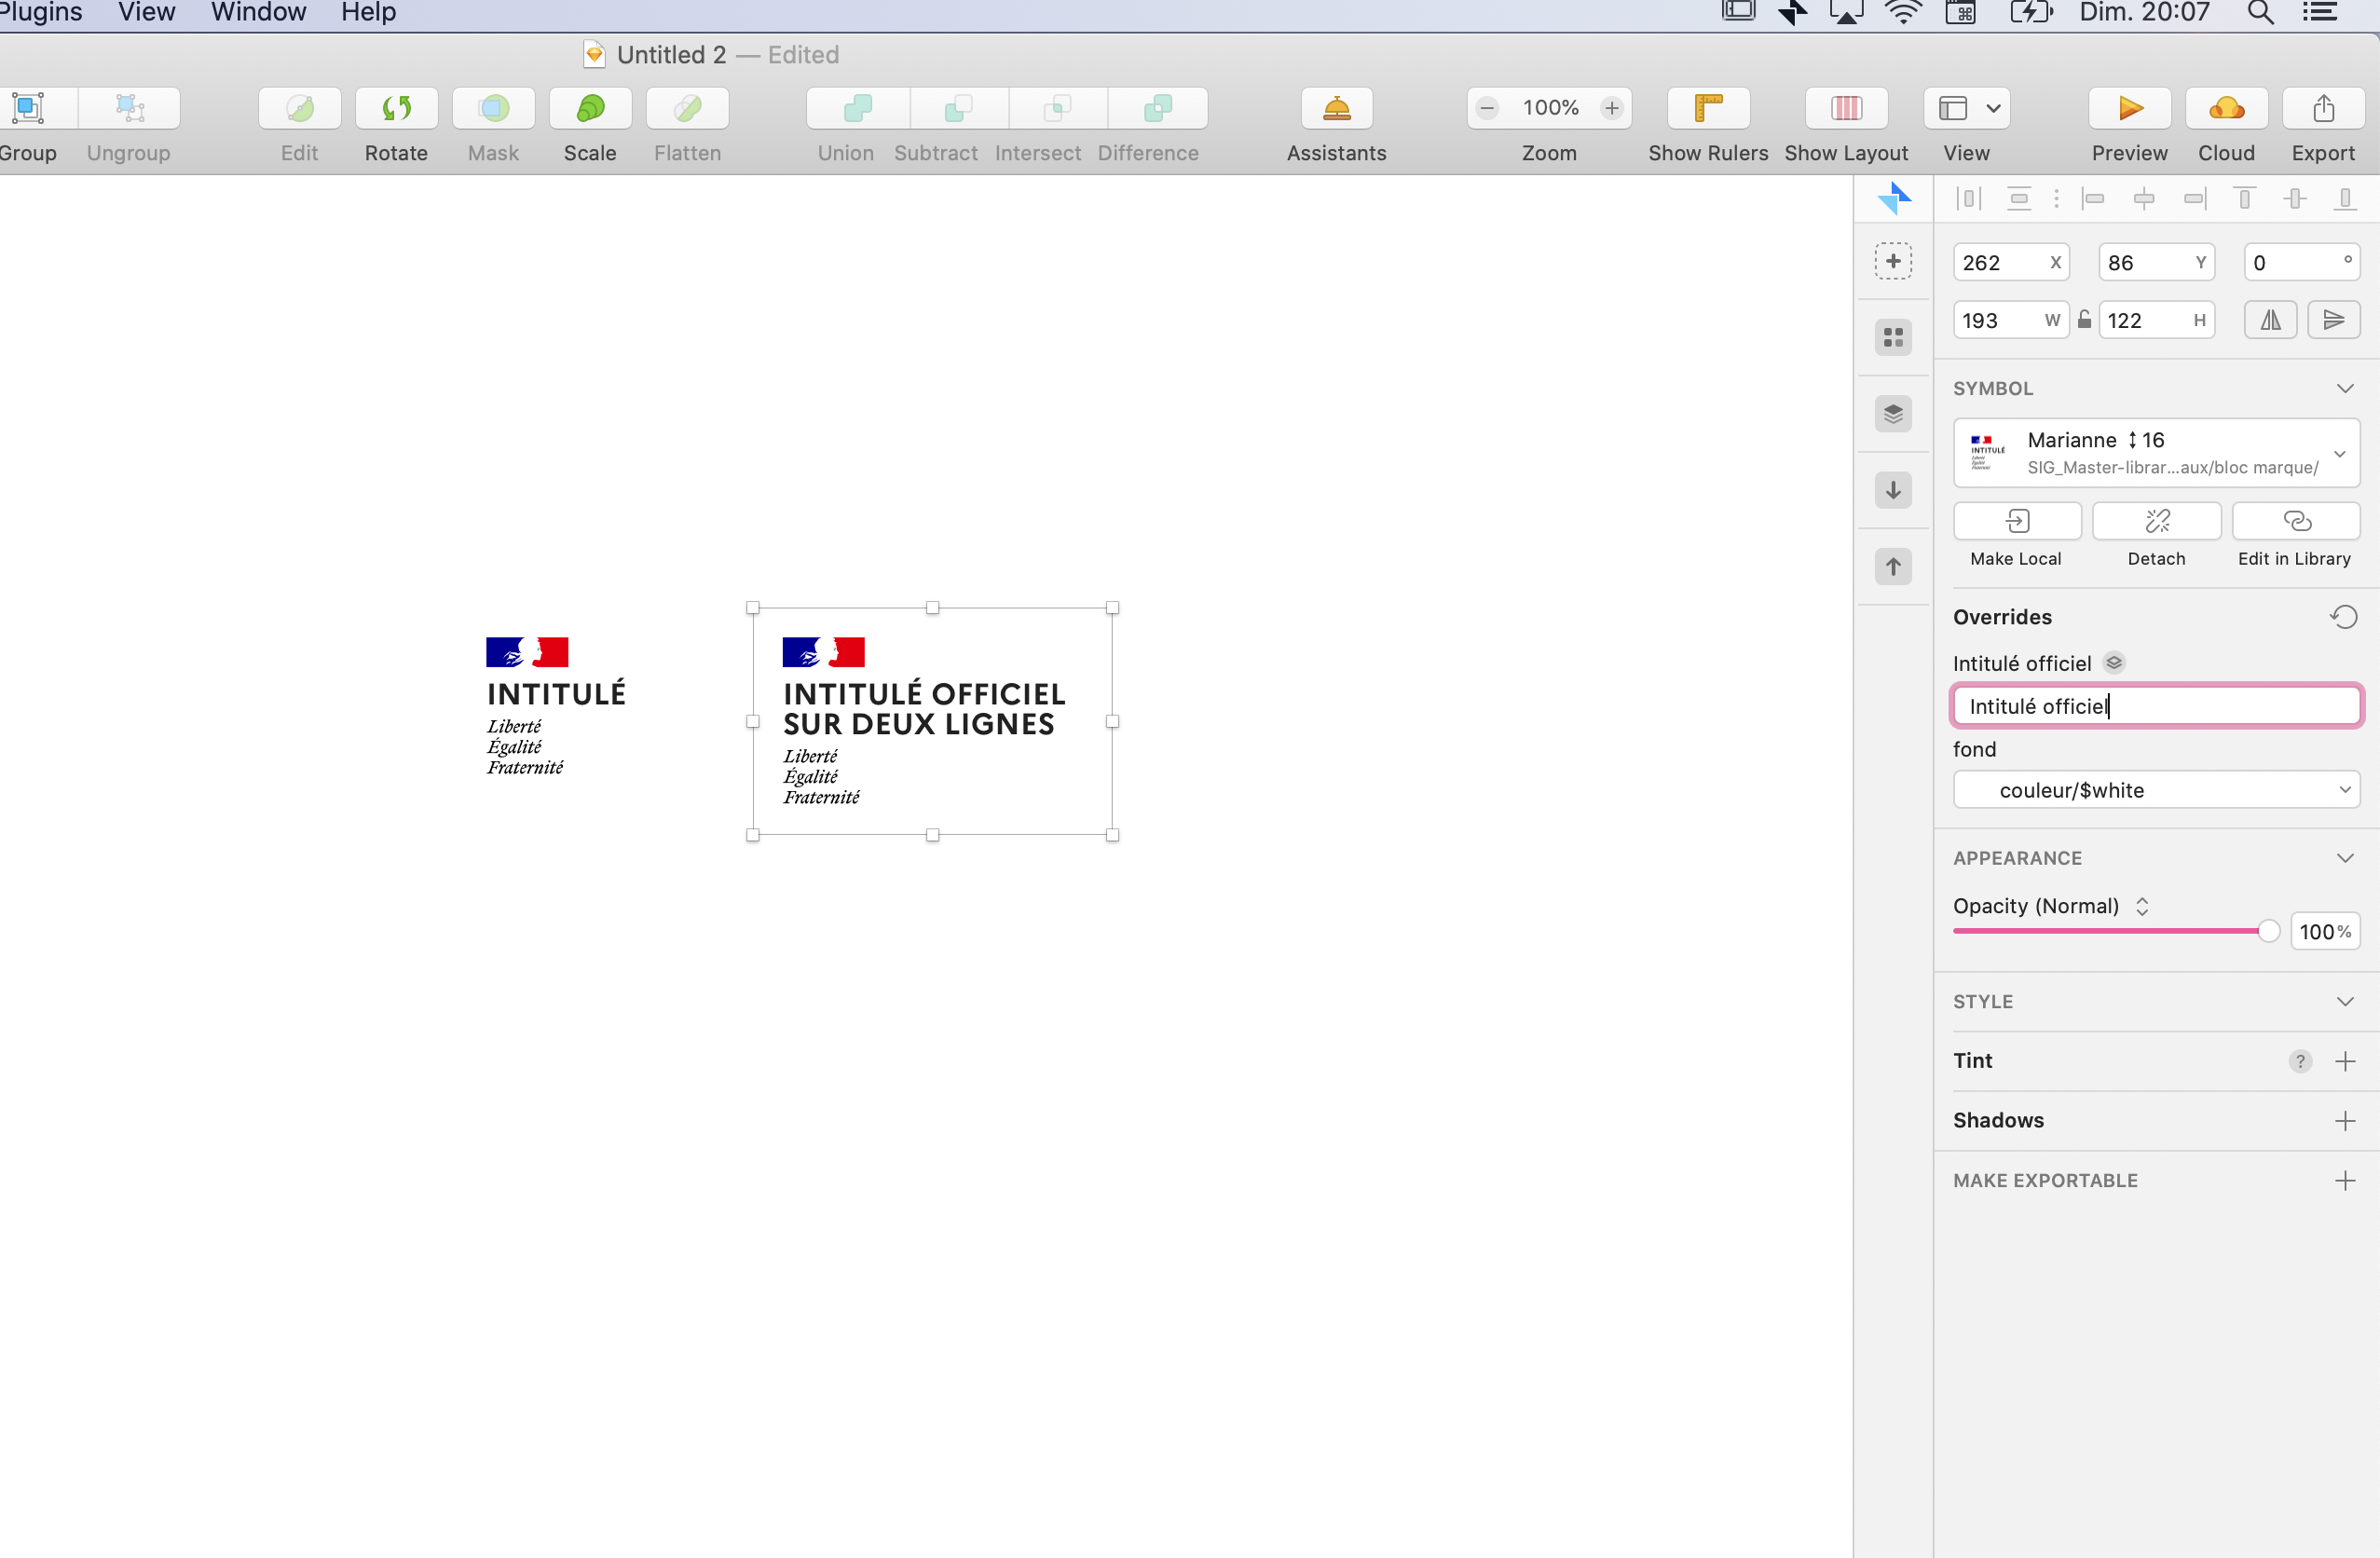 Plugins View Window Help Dim. 20:07
Untitled 2 — Edited
100%
Group Ungroup Edit Rotate Mask Scale Flatten Union Subtract Intersect Difference Assistants Zoom Show Rulers Show Layout View Preview Cloud Export
262 X 86 Y 0 °
193 W 122 H
SYMBOL
Marianne ↕16
SIG_Master-librar...aux/bloc marque/
INTITULÉ
Make Local Detach Edit in Library
Overrides
Intitulé officiel
Intitulé officiel
fond
couleur/$white
APPEARANCE
Opacity (Normal)
100%
STYLE
Tint ?
Shadows
MAKE EXPORTABLE
INTITULÉ
Liberté
Égalité
Fraternité
INTITULÉ OFFICIEL
SUR DEUX LIGNES
Liberté
Égalité
Fraternité